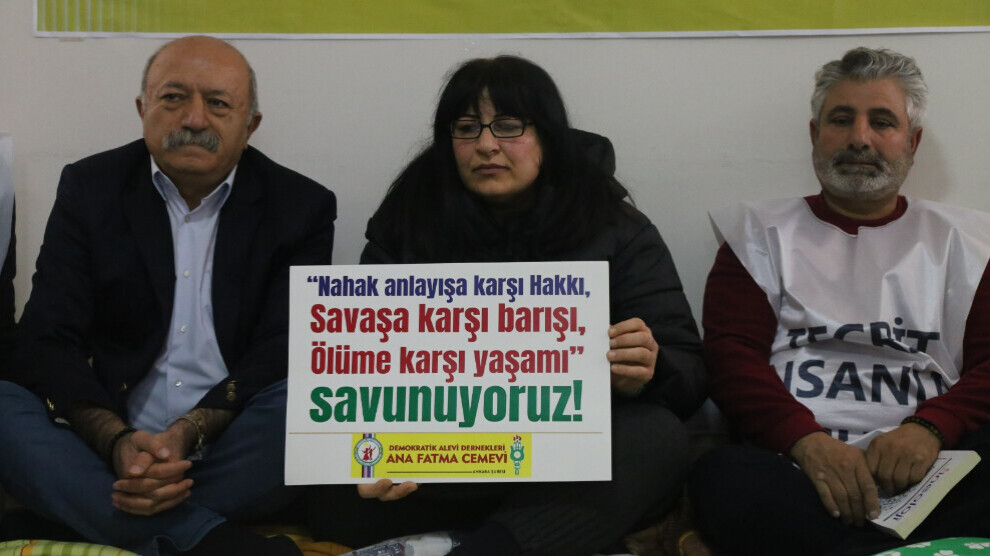 “Nahak anlayışa karşı Hakkı,
Savaşa karşı barışı,
Ölüme karşı yaşamı”
savunuyoruz!
DEMOKRATİK ALEVİ DERNEKLERİ
ANA FATMA CEMEVİ
ANKARA ŞUBESİ
TECRİT
İNSANLI